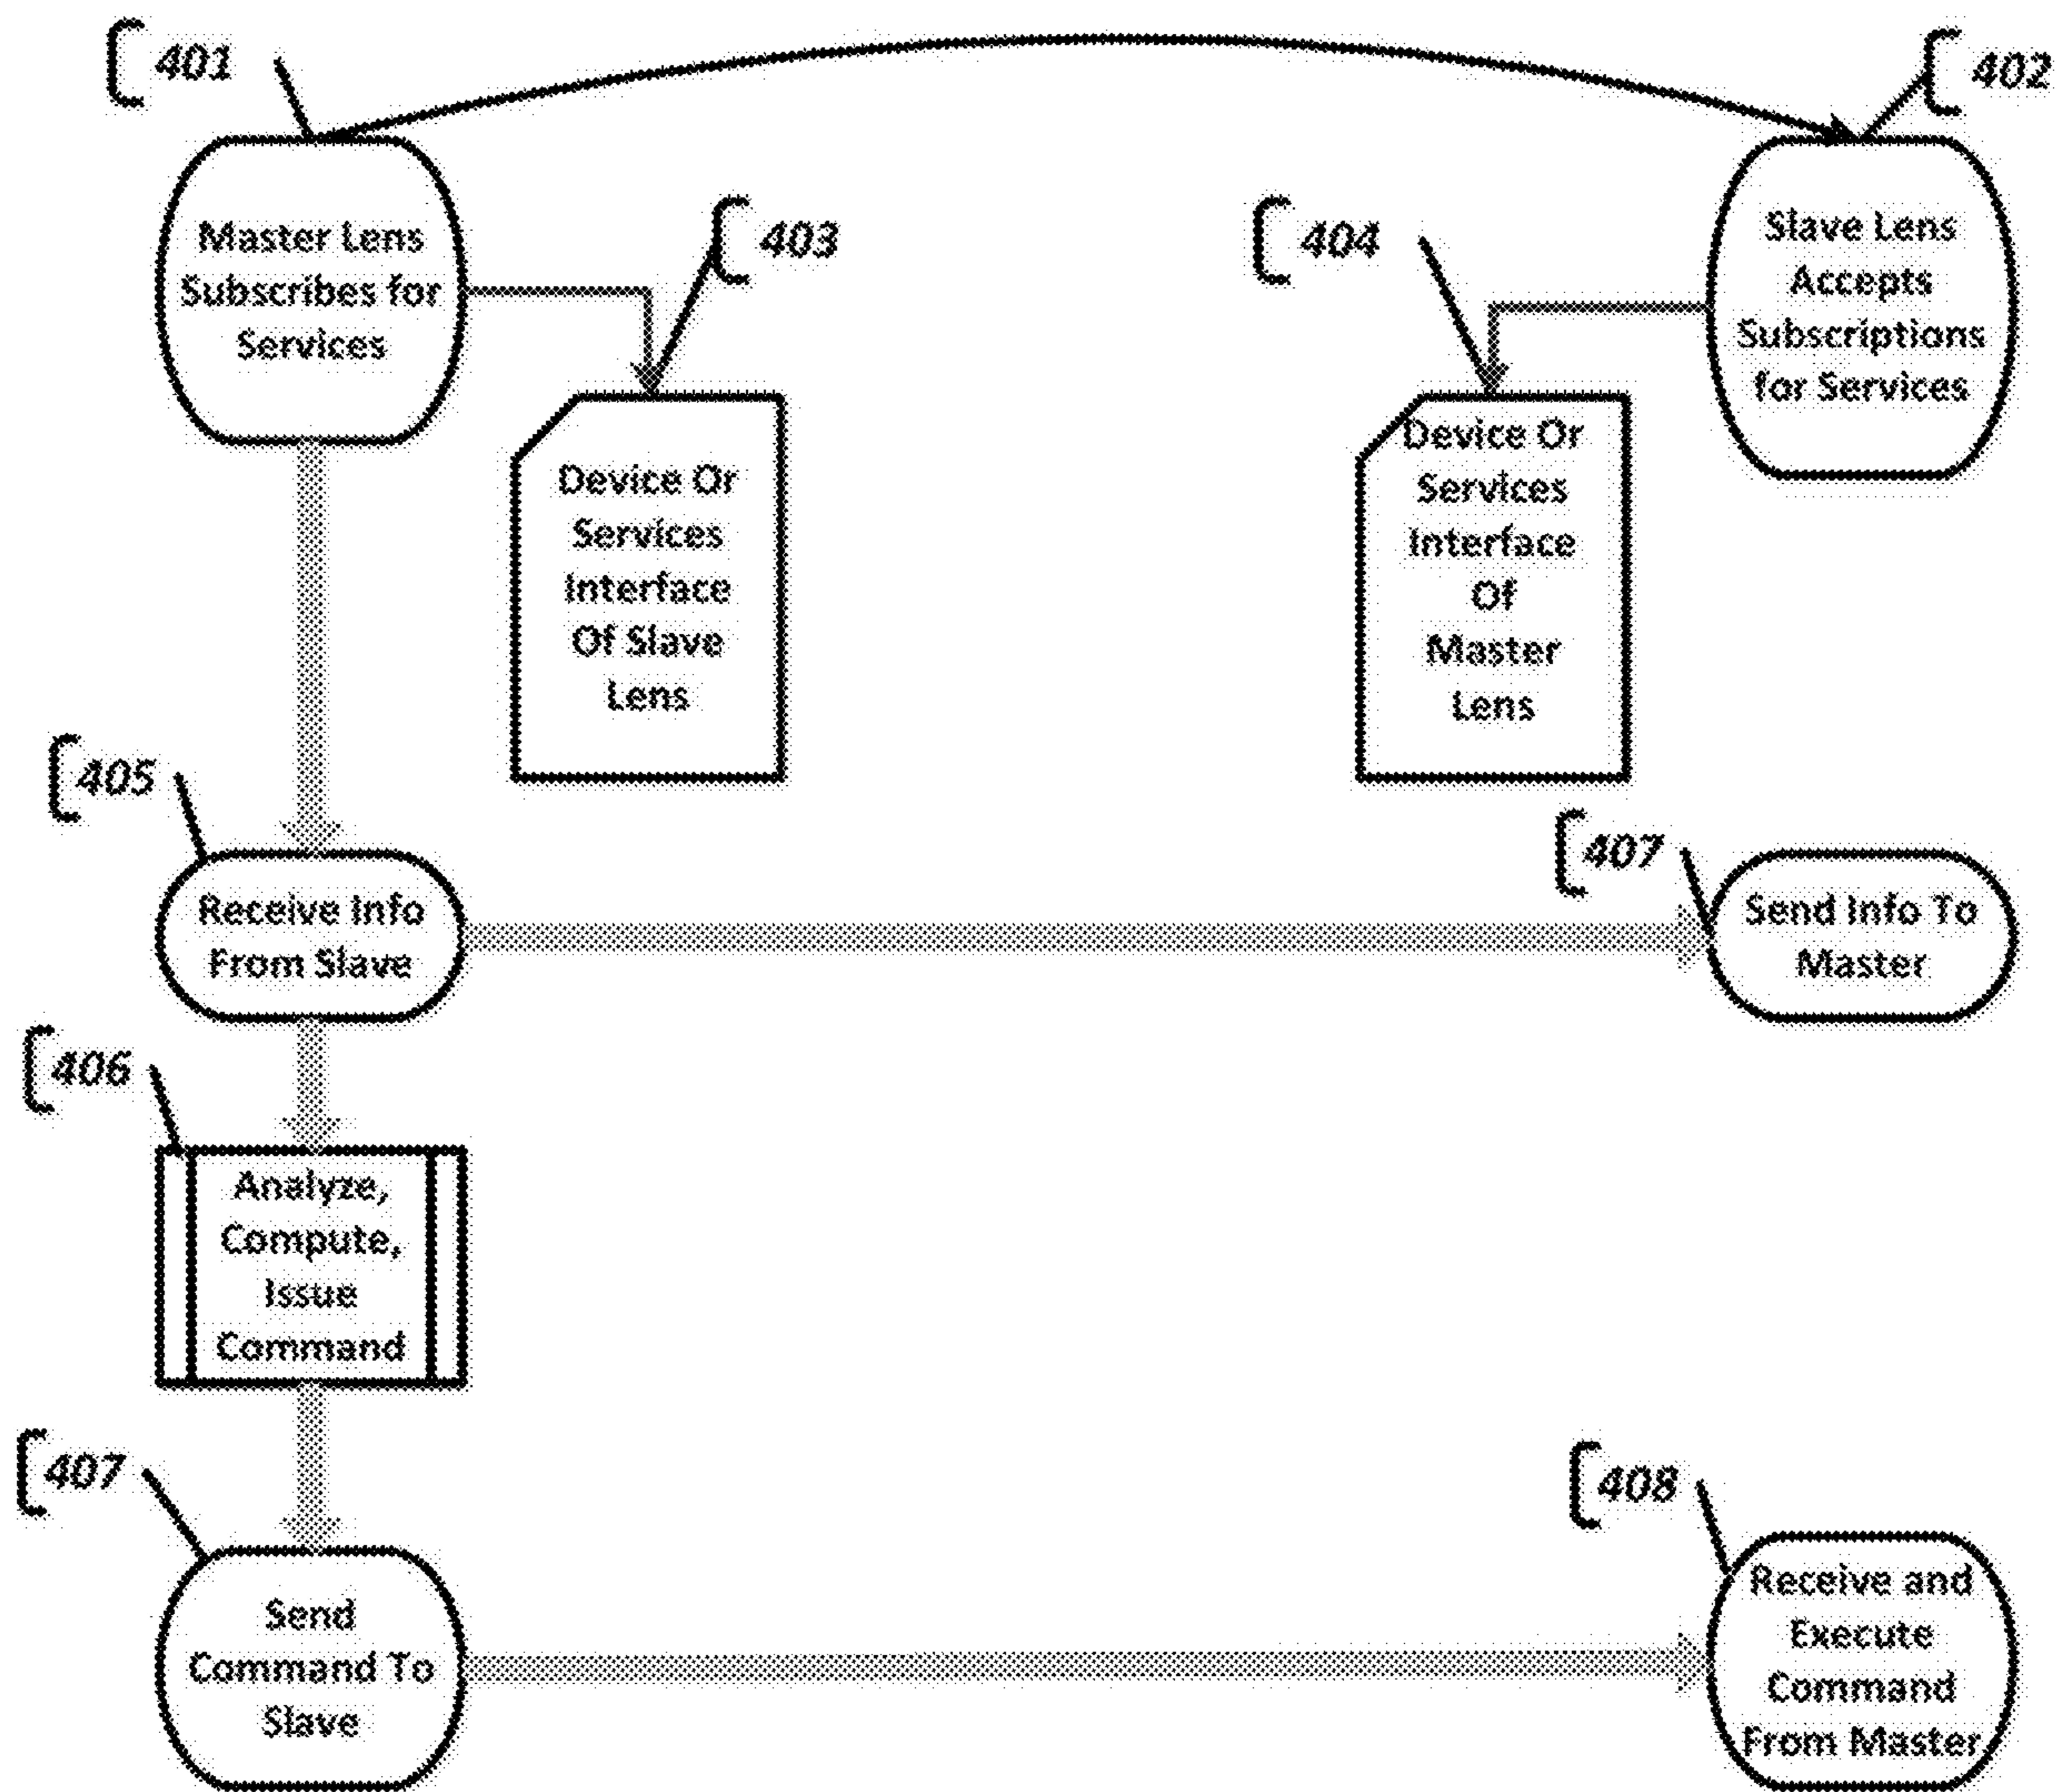 401
402
Master Lens
Subscribes for
Services
403
404
Slave Lens
Accepts
Subscriptions
for Services
Device Or
Services
Interface
Of Slave
Lens
Device Or
Services
Interface
Of
Master
Lens
405
407
Receive Info
From Slave
Send Info To
Master
406
Analyze,
Compute,
Issue
Command
407
408
Send
Command To
Slave
Receive and
Execute
Command
From Master